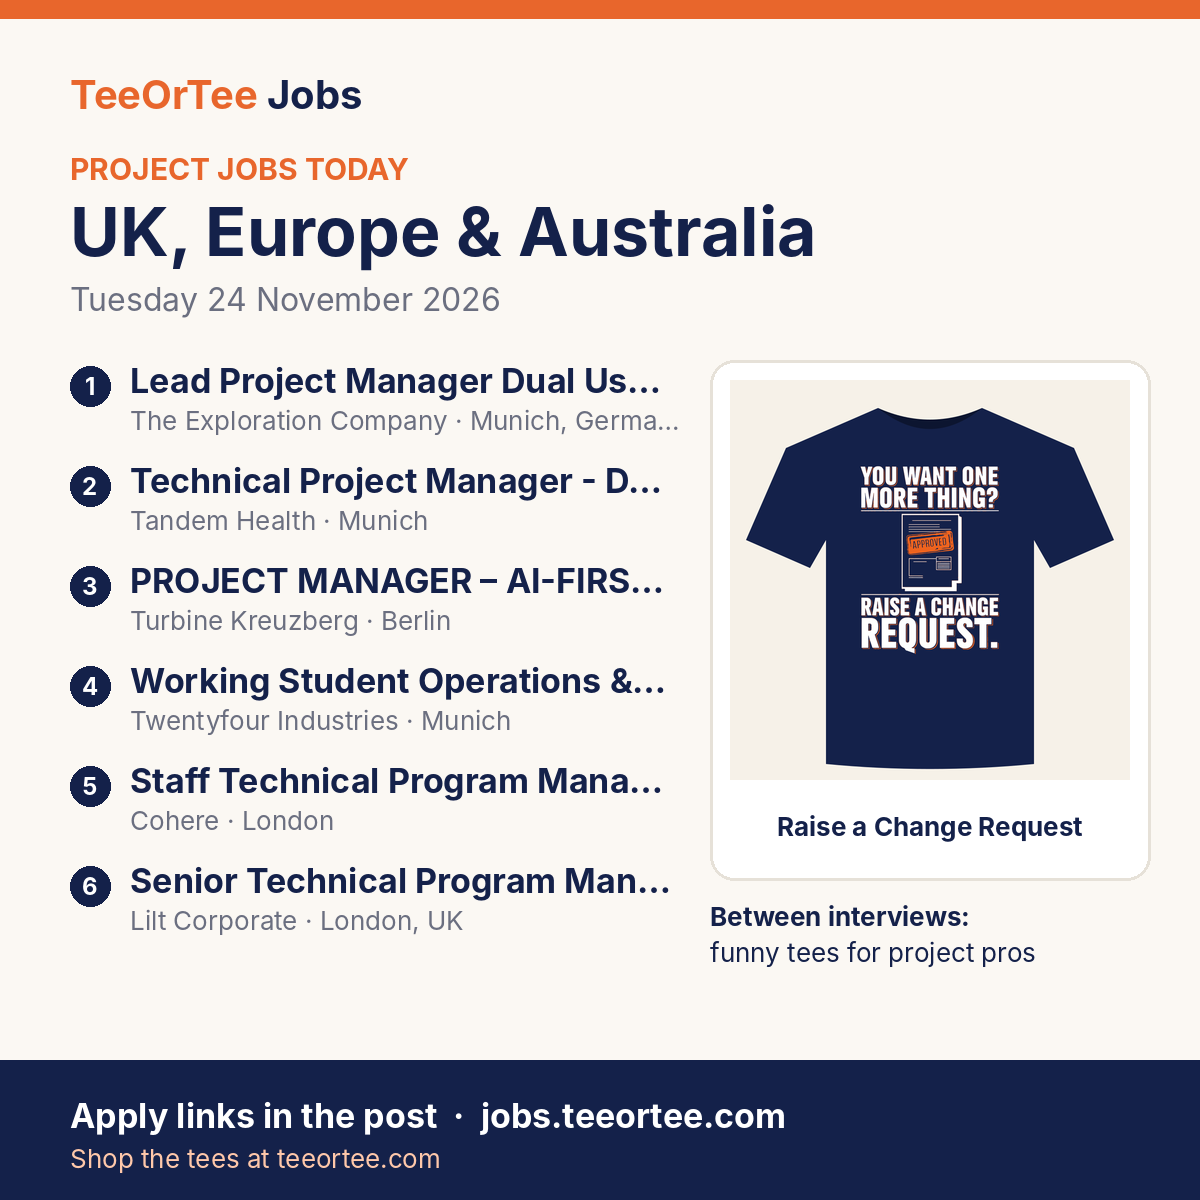 TeeOrTee Jobs
PROJECT JOBS TODAY
UK, Europe & Australia
Tuesday 24 November 2026
1
Lead Project Manager Dual Us...
The Exploration Company · Munich, Germa...
2
Technical Project Manager - D...
Tandem Health · Munich
3
PROJECT MANAGER – AI-FIRS...
Turbine Kreuzberg · Berlin
4
Working Student Operations &...
Twentyfour Industries · Munich
5
Staff Technical Program Mana...
Cohere · London
6
Senior Technical Program Man...
Lilt Corporate · London, UK
YOU WANT ONE
MORE THING?
APPROVED
RAISE A CHANGE
REQUEST.
Raise a Change Request
Between interviews:
funny tees for project pros
Apply links in the post · jobs.teeortee.com
Shop the tees at teeortee.com